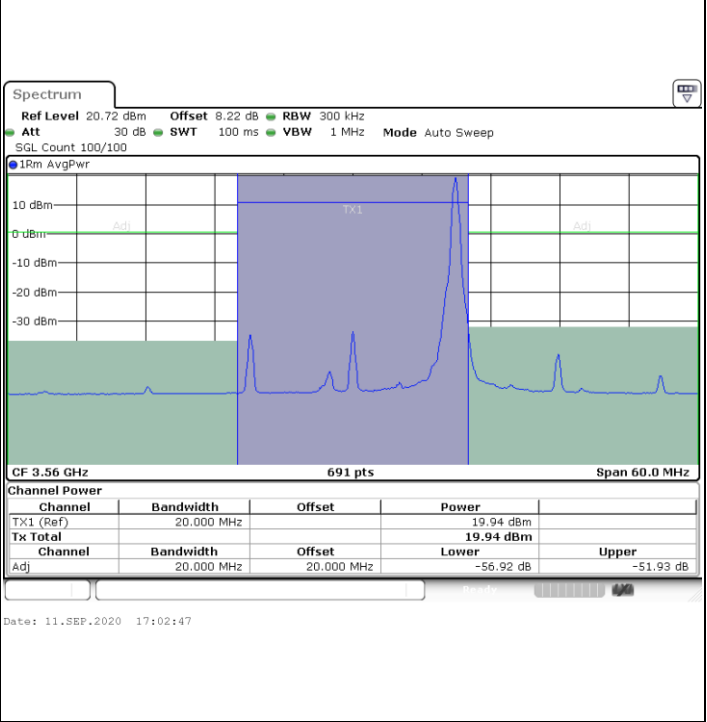 Spectrum
Ref Level 20.72 dBm Offset 8.22 dB RBW 300 kHz
Att 30 dB SWT 100 ms VBW 1 MHz Mode Auto Sweep
SGL Count 100/100
1Rm AvgPwr
10 dBm
TX1
Adj Adj
0 dBm
-10 dBm
-20 dBm
-30 dBm
CF 3.56 GHz 691 pts Span 60.0 MHz
Channel Power
Channel Bandwidth Offset Power
TX1 (Ref) 20.000 MHz 19.94 dBm
Tx Total 19.94 dBm
Channel Bandwidth Offset Lower Upper
Adj 20.000 MHz 20.000 MHz -56.92 dB -51.93 dB
Ready
Date: 11.SEP.2020 17:02:47